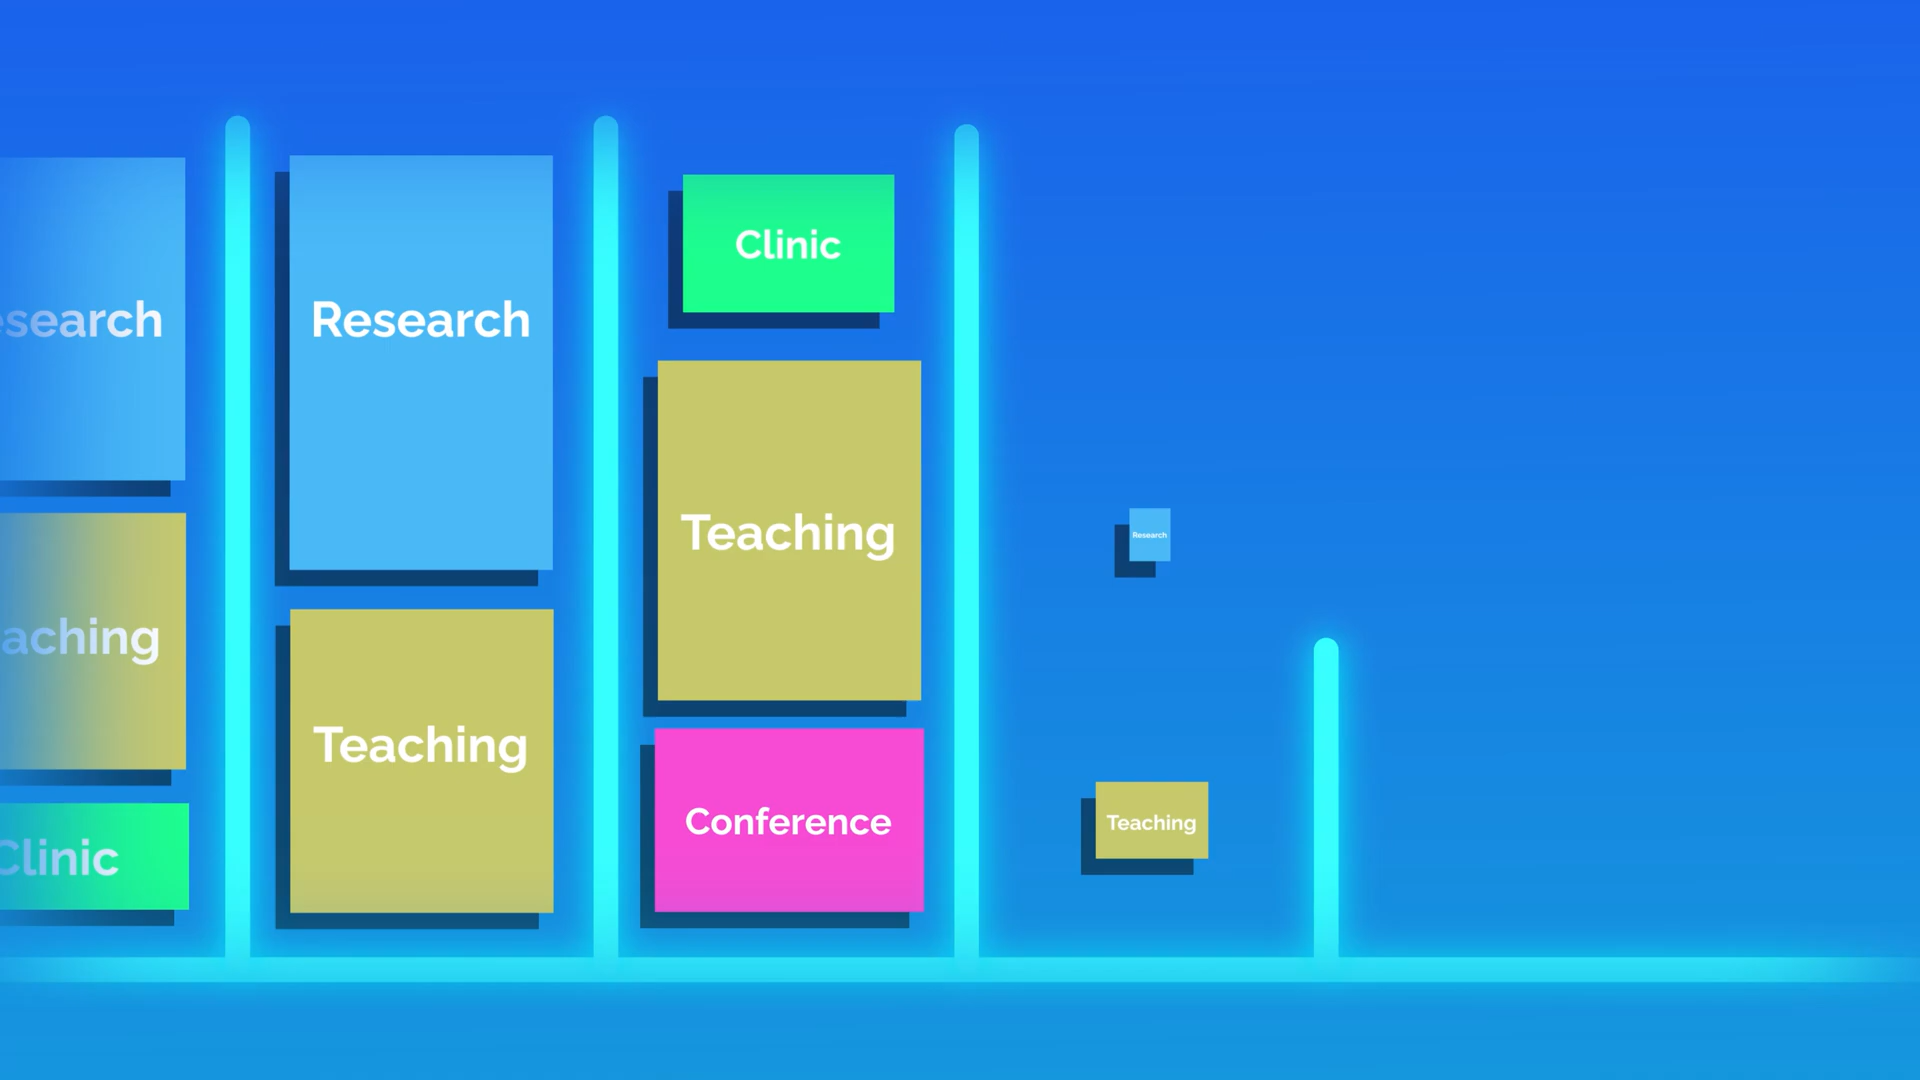 esearch
aching
Clinic
Research
Teaching
Clinic
Teaching
Conference
Research
Teaching